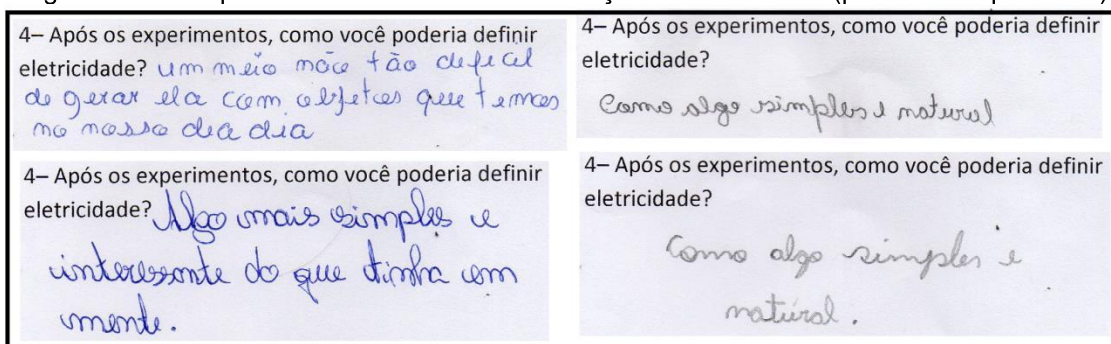 4– Após os experimentos, como você poderia definir
eletricidade? um meio não tão defícel
de gerar ela com objetos que temos
no nosso dia dia
4– Após os experimentos, como você poderia definir
eletricidade?
Como algo simples e natural
4– Após os experimentos, como você poderia definir
eletricidade? Algo mais simples e
interessante do que tinha em
mente.
4– Após os experimentos, como você poderia definir
eletricidade?
Como algo simples e
natural.